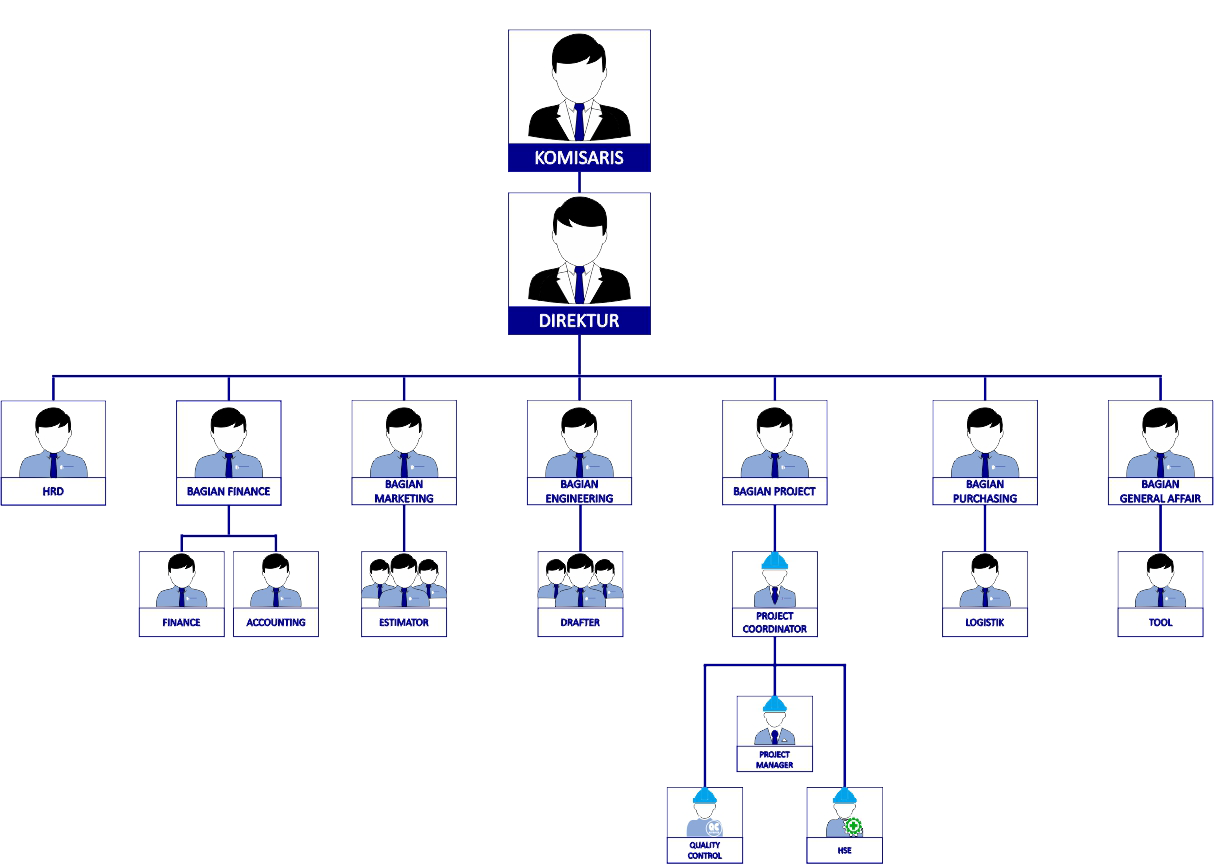 KOMISARIS
DIREKTUR
HRD
BAGIAN FINANCE
BAGIAN
MARKETING
BAGIAN
ENGINEERING
BAGIAN PROJECT
BAGIAN
PURCHASING
BAGIAN
GENERAL AFFAIR
FINANCE
ACCOUNTING
ESTIMATOR
DRAFTER
PROJECT
COORDINATOR
LOGISTIK
TOOL
PROJECT
MANAGER
QUALITY
CONTROL
HSE